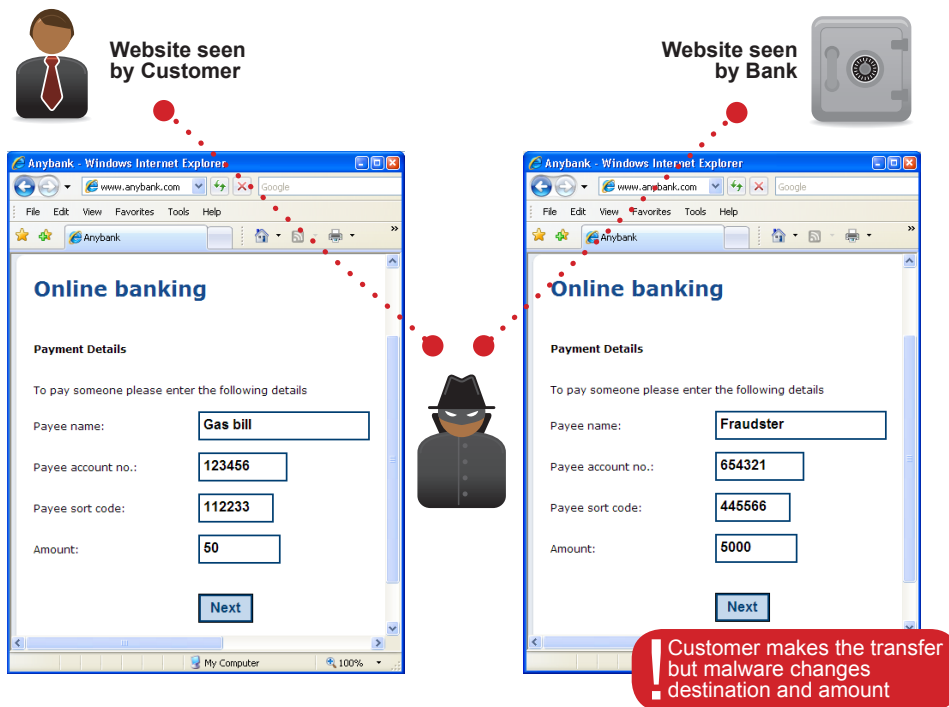 Website seen
by Customer
Website seen
by Bank
Anybank - Windows Internet Explorer
www.anybank.com
Google
File Edit View Favorites Tools Help
Anybank
»
Online banking
Payment Details
To pay someone please enter the following details
Payee name: Gas bill
Payee account no.: 123456
Payee sort code: 112233
Amount: 50
Next
My Computer 100%
Anybank - Windows Internet Explorer
www.anybank.com
Google
File Edit View Favorites Tools Help
Anybank
»
Online banking
Payment Details
To pay someone please enter the following details
Payee name: Fraudster
Payee account no.: 654321
Payee sort code: 445566
Amount: 5000
Next
! Customer makes the transfer
but malware changes
destination and amount